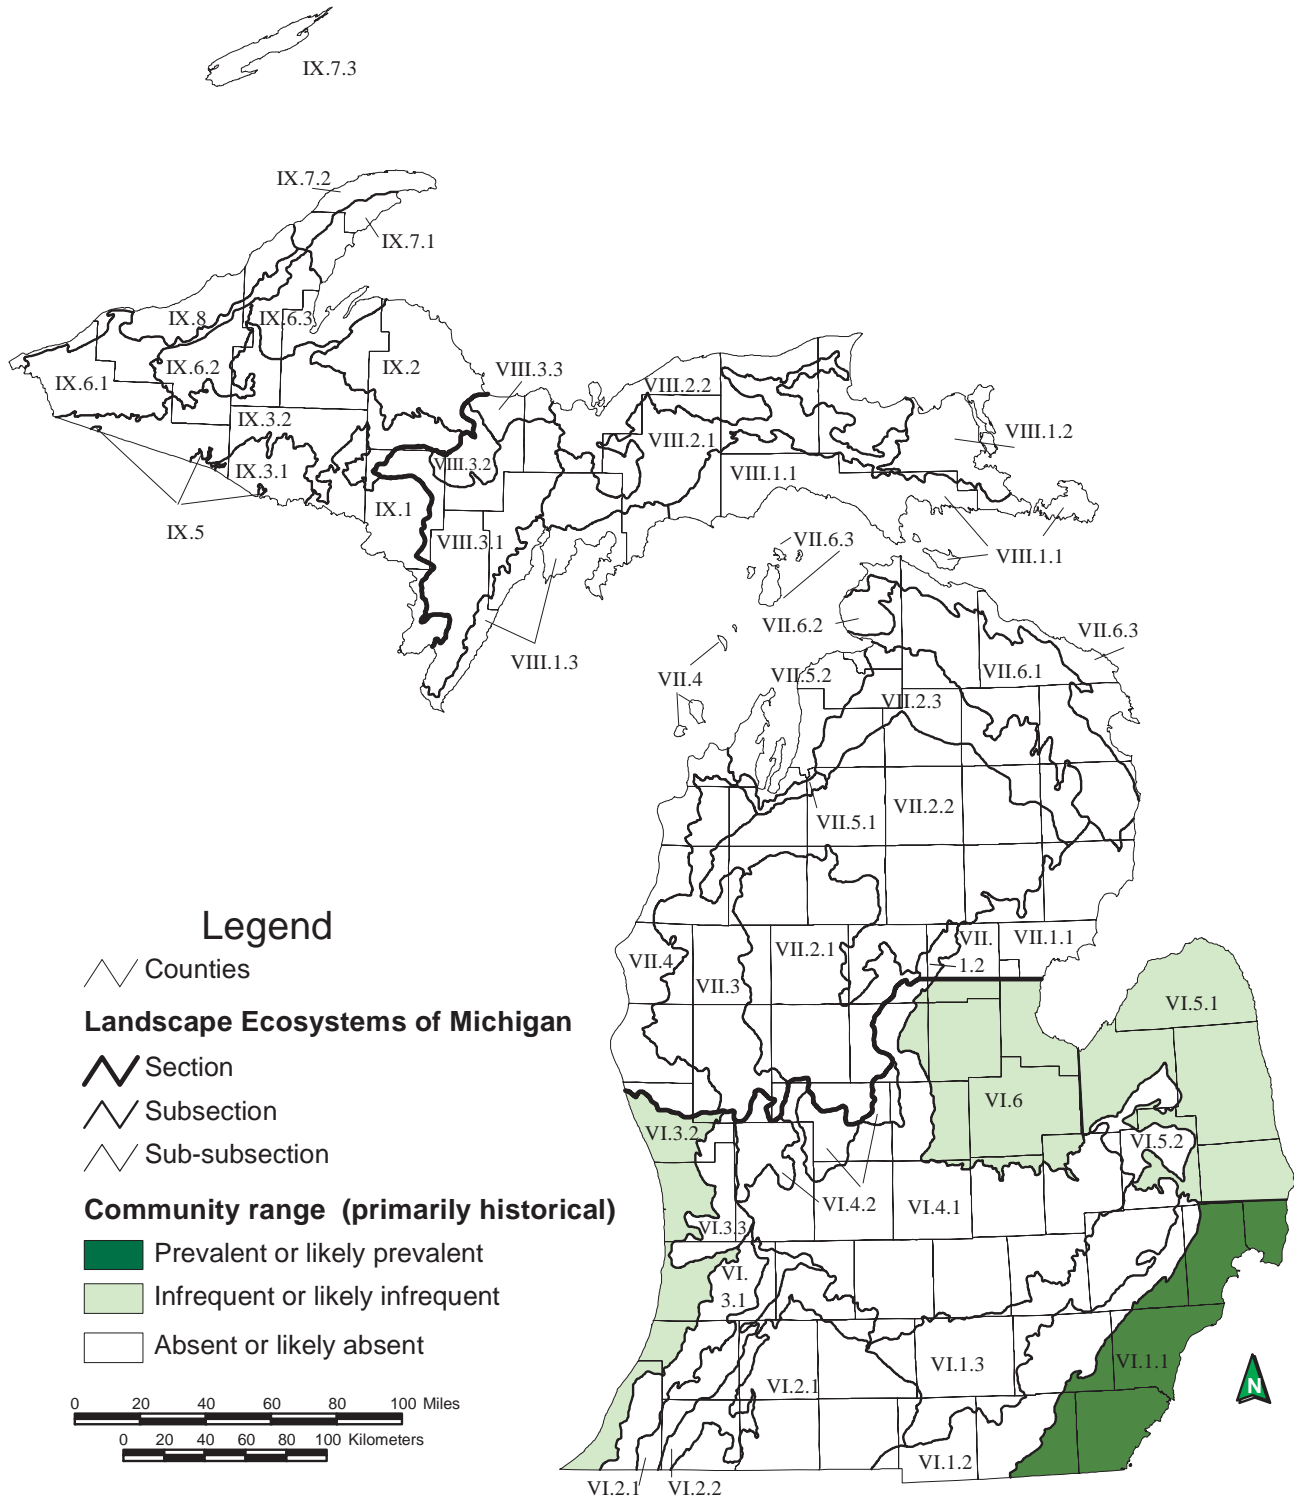 IX.7.3
IX.7.2
IX.7.1
IX.8
IX.6.3
IX.6.2
IX.2
IX.6.1
VIII.3.3
VIII.2.2
IX.3.2
VIII.2.1
VIII.1.2
IX.3.1
VIII.3.2
VIII.1.1
IX.1
IX.5
VIII.3.1
VII.6.3
VIII.1.1
VII.6.2
VII.6.3
VIII.1.3
VII.4
VII.5.2
VII.6.1
VII.2.3
VII.5.1
VII.2.2
VII.4
VII.3
VII.2.1
VII.
1.2
VII.1.1
VI.5.1
VI.6
VI.3.2
VI.5.2
VI.3.3
VI.4.2
VI.4.1
VI.
3.1
VI.2.1
VI.1.3
VI.1.1
VI.1.2
VI.2.1
VI.2.2
Legend
Counties
Landscape Ecosystems of Michigan
Section
Subsection
Sub-subsection
Community range (primarily historical)
Prevalent or likely prevalent
Infrequent or likely infrequent
Absent or likely absent
0 20 40 60 80 100 Miles
0 20 40 60 80 100 Kilometers
N